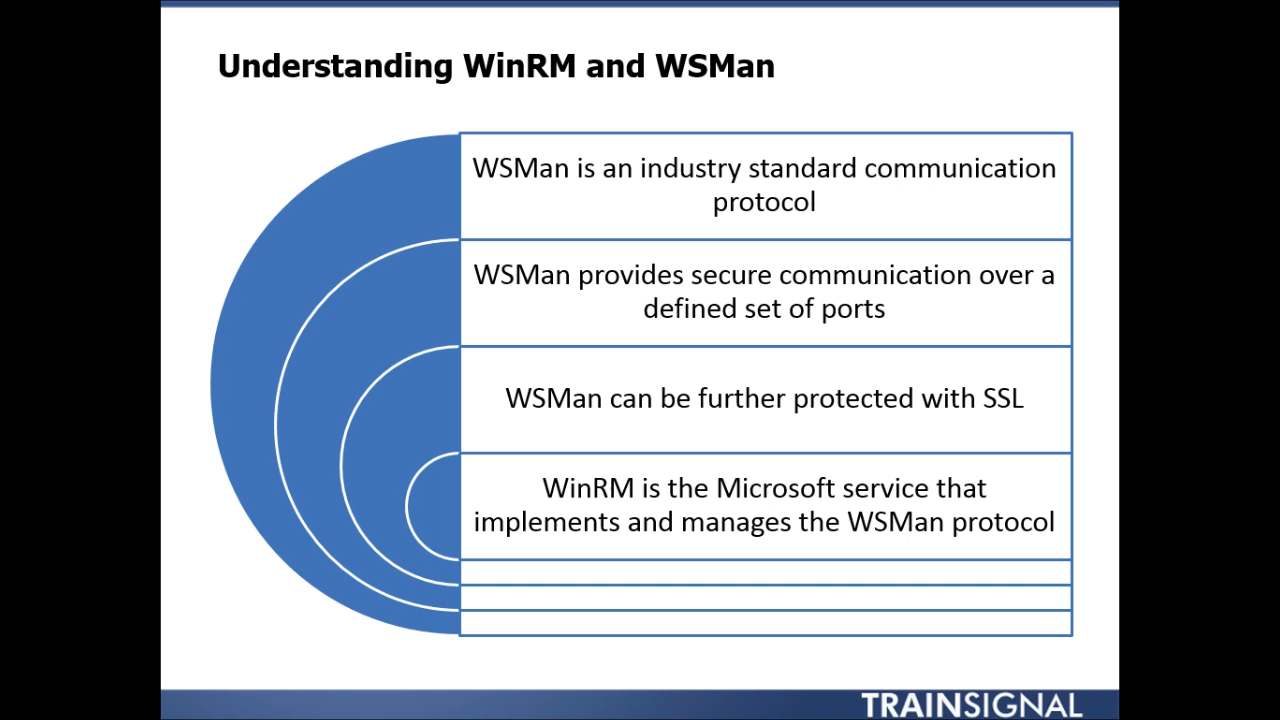 Understanding WinRM and WSMan
WSMan is an industry standard communication
protocol
WSMan provides secure communication over a
defined set of ports
WSMan can be further protected with SSL
WinRM is the Microsoft service that
implements and manages the WSMan protocol
TRAINSIGNAL